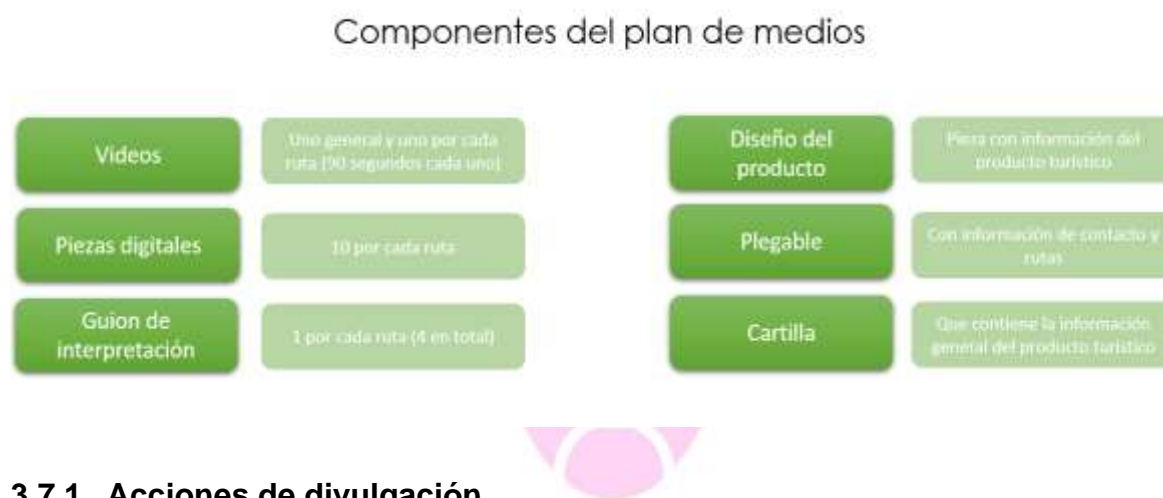 Componentes del plan de medios
Videos
Uno general y uno por cada
ruta (90 segundos cada uno)
Piezas digitales
10 por cada ruta
Guion de
interpretación
1 por cada ruta (4 en total)
Diseño del
producto
Pieza con información del
producto turístico
Plegable
Con información de contacto y
rutas
Cartilla
Que contiene la información
general del producto turístico
3.7.1. Acciones de divulgación